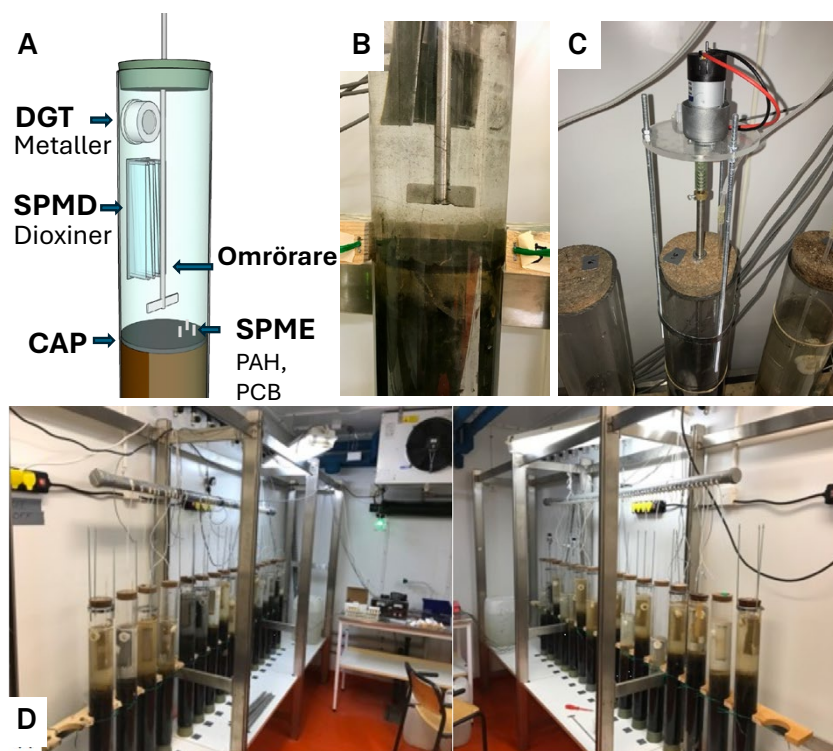 A
DGT
Metaller
SPMD
Dioxiner
Omrörare
CAP
SPME
PAH,
PCB
B
C
D